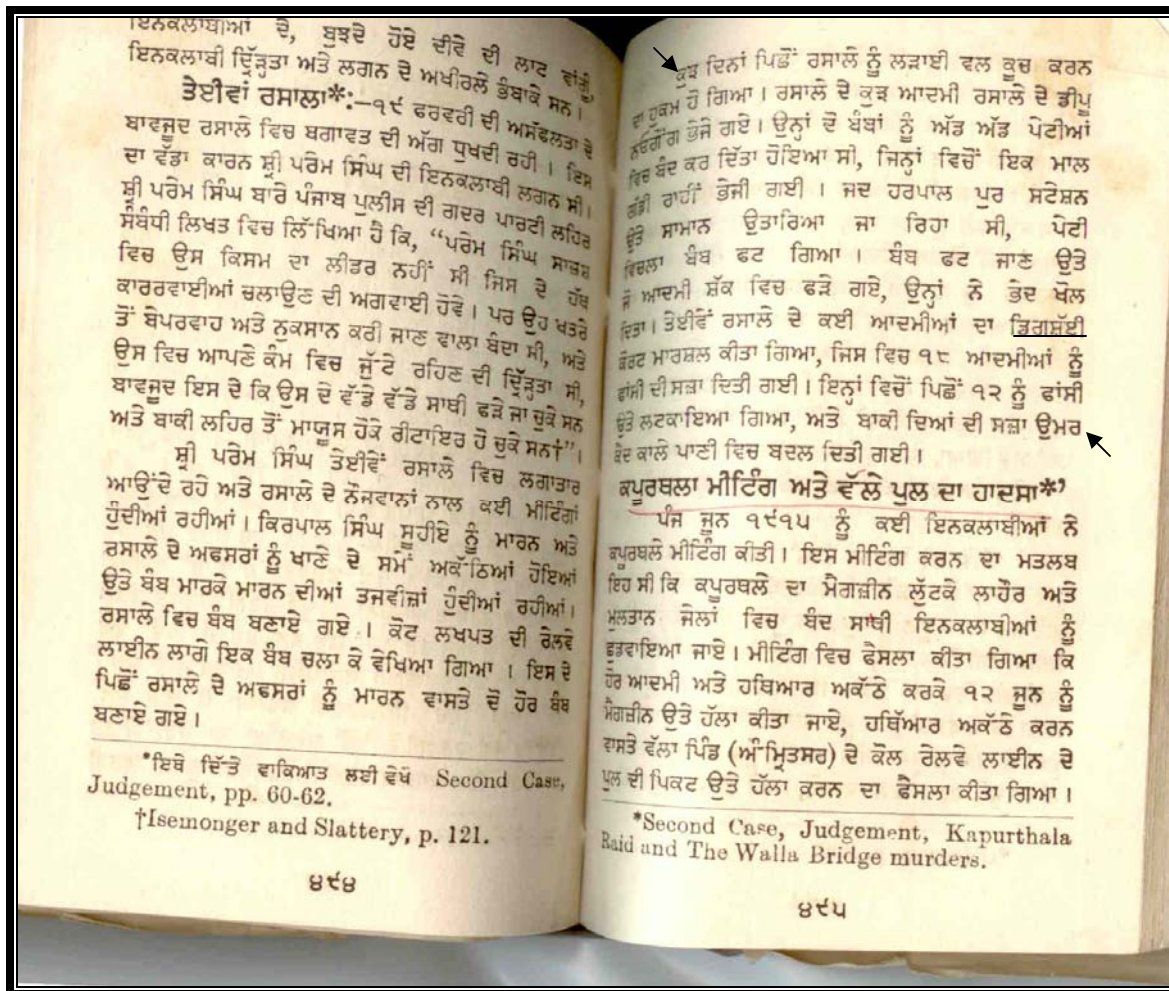 ਇਨਕਲਾਬੀਆਂ ਦੇ, ਬੁਝਦੇ ਹੋਏ ਦੀਵੇ ਦੀ ਲਾਟ ਵਾਂਗੂੰ,
ਇਨਕਲਾਬੀ ਦ੍ਰਿੱੜ੍ਹਤਾ ਅਤੇ ਲਗਨ ਦੇ ਅਖੀਰਲੇ ਭੰਬਾਕੇ ਸਨ।
ਤੇਈਵਾਂ ਰਸਾਲਾ*:–੧੯ ਫਰਵਰੀ ਦੀ ਅਸੱਫਲਤਾ ਦੇ
ਬਾਵਜੂਦ ਰਸਾਲੇ ਵਿਚ ਬਗਾਵਤ ਦੀ ਅੱਗ ਧੁਖਦੀ ਰਹੀ। ਇਸ
ਦਾ ਵੱਡਾ ਕਾਰਨ ਸ਼੍ਰੀ ਪਰੇਮ ਸਿੰਘ ਦੀ ਇਨਕਲਾਬੀ ਲਗਨ ਸੀ।
ਸ਼੍ਰੀ ਪਰੇਮ ਸਿੰਘ ਬਾਰੇ ਪੰਜਾਬ ਪੁਲੀਸ ਦੀ ਗਦਰ ਪਾਰਟੀ ਲਹਿਰ
ਸੰਬੰਧੀ ਲਿਖਤ ਵਿਚ ਲਿੱਖਿਆ ਹੈ ਕਿ, “ਪਰੇਮ ਸਿੰਘ ਸਾਜ਼ਸ਼
ਵਿਚ ਉਸ ਕਿਸਮ ਦਾ ਲੀਡਰ ਨਹੀਂ ਸੀ ਜਿਸ ਦੇ ਹੱਥ
ਕਾਰਰਵਾਈਆਂ ਚਲਾਉਣ ਦੀ ਅਗਵਾਈ ਹੋਵੇ। ਪਰ ਉਹ ਖਤਰੇ
ਤੋਂ ਬੇਪਰਵਾਹ ਅਤੇ ਨੁਕਸਾਨ ਕਰੀ ਜਾਣ ਵਾਲਾ ਬੰਦਾ ਸੀ, ਅਤੇ
ਉਸ ਵਿਚ ਆਪਣੇ ਕੰਮ ਵਿਚ ਜੁੱਟੇ ਰਹਿਣ ਦੀ ਦ੍ਰਿੱੜ੍ਹਤਾ ਸੀ,
ਬਾਵਜੂਦ ਇਸ ਦੇ ਕਿ ਉਸ ਦੇ ਵੱਡੇ ਵੱਡੇ ਸਾਥੀ ਫੜੇ ਜਾ ਚੁਕੇ ਸਨ
ਅਤੇ ਬਾਕੀ ਲਹਿਰ ਤੋਂ ਮਾਯੂਸ ਹੋਕੇ ਰੀਟਾਇਰ ਹੋ ਚੁਕੇ ਸਨ†”।
ਸ਼੍ਰੀ ਪਰੇਮ ਸਿੰਘ ਤੇਈਵੇਂ ਰਸਾਲੇ ਵਿਚ ਲਗਾਤਾਰ
ਆਉਂਦੇ ਰਹੇ ਅਤੇ ਰਸਾਲੇ ਦੇ ਨੌਜਵਾਨਾਂ ਨਾਲ ਕਈ ਮੀਟਿੰਗਾਂ
ਹੁੰਦੀਆਂ ਰਹੀਆਂ। ਕਿਰਪਾਲ ਸਿੰਘ ਸੂਹੀਏ ਨੂੰ ਮਾਰਨ ਅਤੇ
ਰਸਾਲੇ ਦੇ ਅਫਸਰਾਂ ਨੂੰ ਖਾਣੇ ਦੇ ਸਮੇਂ ਅਕੱਠਿਆਂ ਹੋਇਆਂ
ਉਤੇ ਬੰਬ ਮਾਰਕੇ ਮਾਰਨ ਦੀਆਂ ਤਜਵੀਜ਼ਾਂ ਹੁੰਦੀਆਂ ਰਹੀਆਂ।
ਰਸਾਲੇ ਵਿਚ ਬੰਬ ਬਣਾਏ ਗਏ। ਕੋਟ ਲਖਪਤ ਦੀ ਰੇਲਵੇ
ਲਾਈਨ ਲਾਗੇ ਇਕ ਬੰਬ ਚਲਾ ਕੇ ਵੇਖਿਆ ਗਿਆ। ਇਸ ਦੇ
ਪਿਛੋਂ ਰਸਾਲੇ ਦੇ ਅਫਸਰਾਂ ਨੂੰ ਮਾਰਨ ਵਾਸਤੇ ਦੋ ਹੋਰ ਬੰਬ
ਬਣਾਏ ਗਏ।
*ਇਥੇ ਦਿੱਤੇ ਵਾਕਿਆਤ ਲਈ ਵੇਖੋ Second Case,
Judgement, pp. 60-62.
†Isemonger and Slattery, p. 121.
੪੯੪
ਕੁਝ ਦਿਨਾਂ ਪਿਛੋਂ ਰਸਾਲੇ ਨੂੰ ਲੜਾਈ ਵਲ ਕੂਚ ਕਰਨ
ਦਾ ਹੁਕਮ ਹੋ ਗਿਆ। ਰਸਾਲੇ ਦੇ ਕੁਝ ਆਦਮੀ ਰਸਾਲੇ ਦੇ ਡੀਪੂ
ਨਓਗੌਂਗ ਭੇਜੇ ਗਏ। ਉਨ੍ਹਾਂ ਦੋ ਬੰਬਾਂ ਨੂੰ ਅੱਡ ਅੱਡ ਪੇਟੀਆਂ
ਵਿਚ ਬੰਦ ਕਰ ਦਿੱਤਾ ਹੋਇਆ ਸੀ, ਜਿਨ੍ਹਾਂ ਵਿਚੋਂ ਇਕ ਮਾਲ
ਗੱਡੀ ਰਾਹੀਂ ਭੇਜੀ ਗਈ। ਜਦ ਹਰਪਾਲ ਪੁਰ ਸਟੇਸ਼ਨ
ਉਤੇ ਸਾਮਾਨ ਉਤਾਰਿਆ ਜਾ ਰਿਹਾ ਸੀ, ਪੇਟੀ
ਵਿਚਲਾ ਬੰਬ ਫਟ ਗਿਆ। ਬੰਬ ਫਟ ਜਾਣ ਉਤੇ
ਜੋ ਆਦਮੀ ਸ਼ੱਕ ਵਿਚ ਫੜੇ ਗਏ, ਉਨ੍ਹਾਂ ਨੇ ਭੇਦ ਖੋਲ
ਦਿਤਾ। ਤੇਈਵੇਂ ਰਸਾਲੇ ਦੇ ਕਈ ਆਦਮੀਆਂ ਦਾ ਡਿਗਸ਼ੱਈ
ਕੋਰਟ ਮਾਰਸ਼ਲ ਕੀਤਾ ਗਿਆ, ਜਿਸ ਵਿਚ ੧੮ ਆਦਮੀਆਂ ਨੂੰ
ਫਾਂਸੀ ਦੀ ਸਜ਼ਾ ਦਿਤੀ ਗਈ। ਇਨ੍ਹਾਂ ਵਿਚੋਂ ਪਿਛੋਂ ੧੨ ਨੂੰ ਫਾਂਸੀ
ਉਤੇ ਲਟਕਾਇਆ ਗਿਆ, ਅਤੇ ਬਾਕੀ ਦਿਆਂ ਦੀ ਸਜ਼ਾ ਉਮਰ
ਕੈਦ ਕਾਲੇ ਪਾਣੀ ਵਿਚ ਬਦਲ ਦਿਤੀ ਗਈ।
ਕਪੂਰਥਲਾ ਮੀਟਿੰਗ ਅਤੇ ਵੱਲੇ ਪੁਲ ਦਾ ਹਾਦਸਾ*’
ਪੰਜ ਜੂਨ ੧੯੧੫ ਨੂੰ ਕਈ ਇਨਕਲਾਬੀਆਂ ਨੇ
ਕਪੂਰਥਲੇ ਮੀਟਿੰਗ ਕੀਤੀ। ਇਸ ਮੀਟਿੰਗ ਕਰਨ ਦਾ ਮਤਲਬ
ਇਹ ਸੀ ਕਿ ਕਪੂਰਥਲੇ ਦਾ ਮੈਗਜ਼ੀਨ ਲੁੱਟਕੇ ਲਾਹੌਰ ਅਤੇ
ਮੁਲਤਾਨ ਜੇਲਾਂ ਵਿਚ ਬੰਦ ਸਾਥੀ ਇਨਕਲਾਬੀਆਂ ਨੂੰ
ਛੁਡਵਾਇਆ ਜਾਏ। ਮੀਟਿੰਗ ਵਿਚ ਫੈਸਲਾ ਕੀਤਾ ਗਿਆ ਕਿ
ਹੋਰ ਆਦਮੀ ਅਤੇ ਹਥਿਆਰ ਅਕੱਠੇ ਕਰਕੇ ੧੨ ਜੂਨ ਨੂੰ
ਮੈਗਜ਼ੀਨ ਉਤੇ ਹੱਲਾ ਕੀਤਾ ਜਾਏ, ਹਥਿੱਆਰ ਅਕੱਠੇ ਕਰਨ
ਵਾਸਤੇ ਵੱਲਾ ਪਿੰਡ (ਅੰਮ੍ਰਿਤਸਰ) ਦੇ ਕੋਲ ਰੇਲਵੇ ਲਾਈਨ ਦੇ
ਪੁਲ ਦੀ ਪਿਕਟ ਉਤੇ ਹੱਲਾ ਕਰਨ ਦਾ ਫੈਸਲਾ ਕੀਤਾ ਗਿਆ।
*Second Case, Judgement, Kapurthala
Raid and The Walla Bridge murders.
੪੯੫